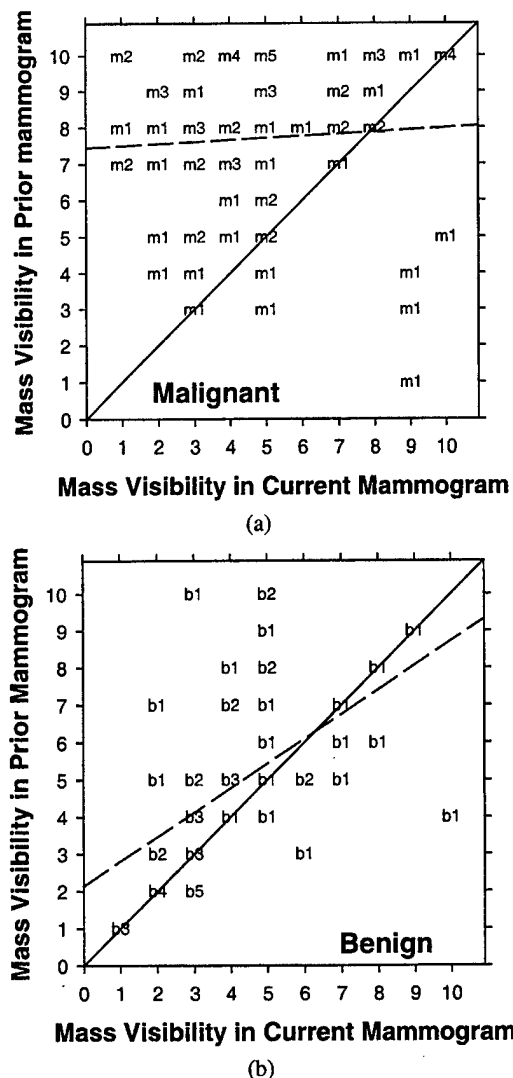 Mass Visibility in Prior mammogram
10 m2 m2 m4 m5 m1 m3 m1 m4
9 m3 m1 m3 m2 m1
8 m1 m1 m3 m2 m1 m1 m2 m2
7 m2 m1 m2 m3 m1 m1
6 m1 m2
5 m1 m2 m1 m2 m1
4 m1 m1 m1 m1
3 m1 m1 m1
2
1 m1
Malignant
0
0 1 2 3 4 5 6 7 8 9 10
Mass Visibility in Current Mammogram
(a)
Mass Visibility in Prior Mammogram
10 b1 b2
9 b1 b1
8 b1 b2 b1
7 b1 b2 b1 b1
6 b1 b1 b1
5 b1 b2 b3 b1 b2 b1
4 b3 b1 b1 b1
3 b2 b3 b1
2 b4 b5
1 b3
Benign
0
0 1 2 3 4 5 6 7 8 9 10
Mass Visibility in Current Mammogram
(b)